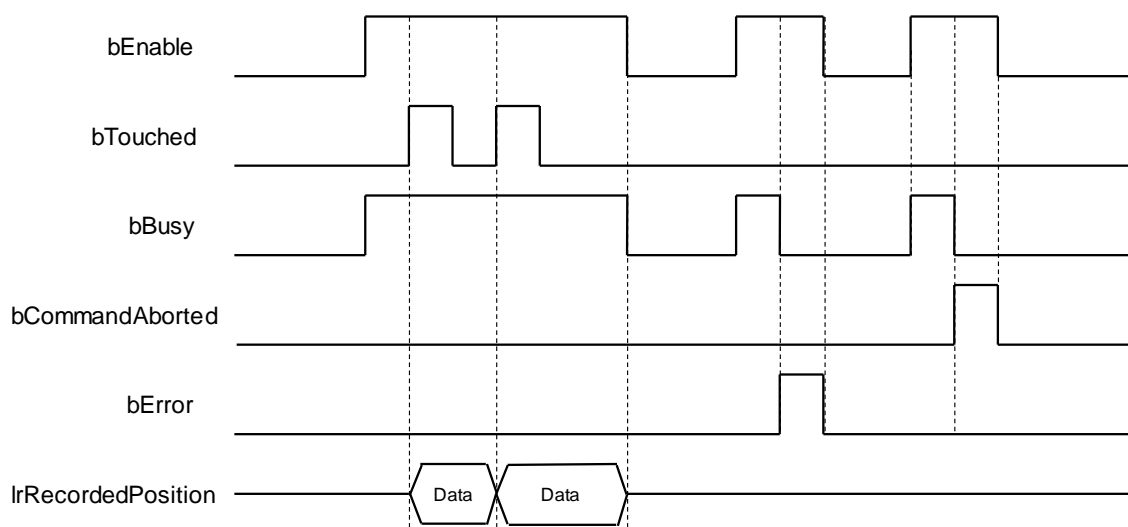 bEnable
bTouched
bBusy
bCommandAborted
bError
lrRecordedPosition Data Data